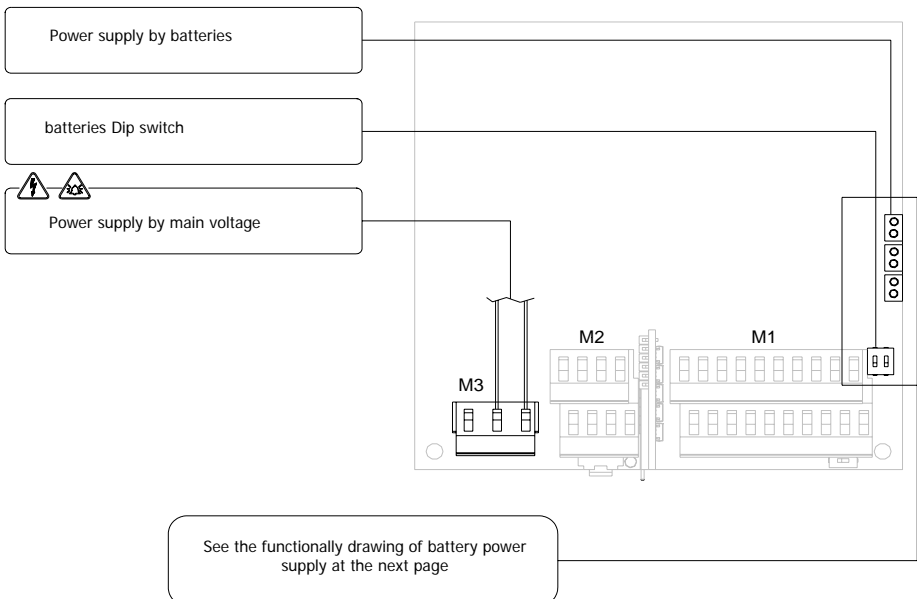 Power supply by batteries
batteries Dip switch
Power supply by main voltage
M2
M1
M3
See the functionally drawing of battery power
supply at the next page